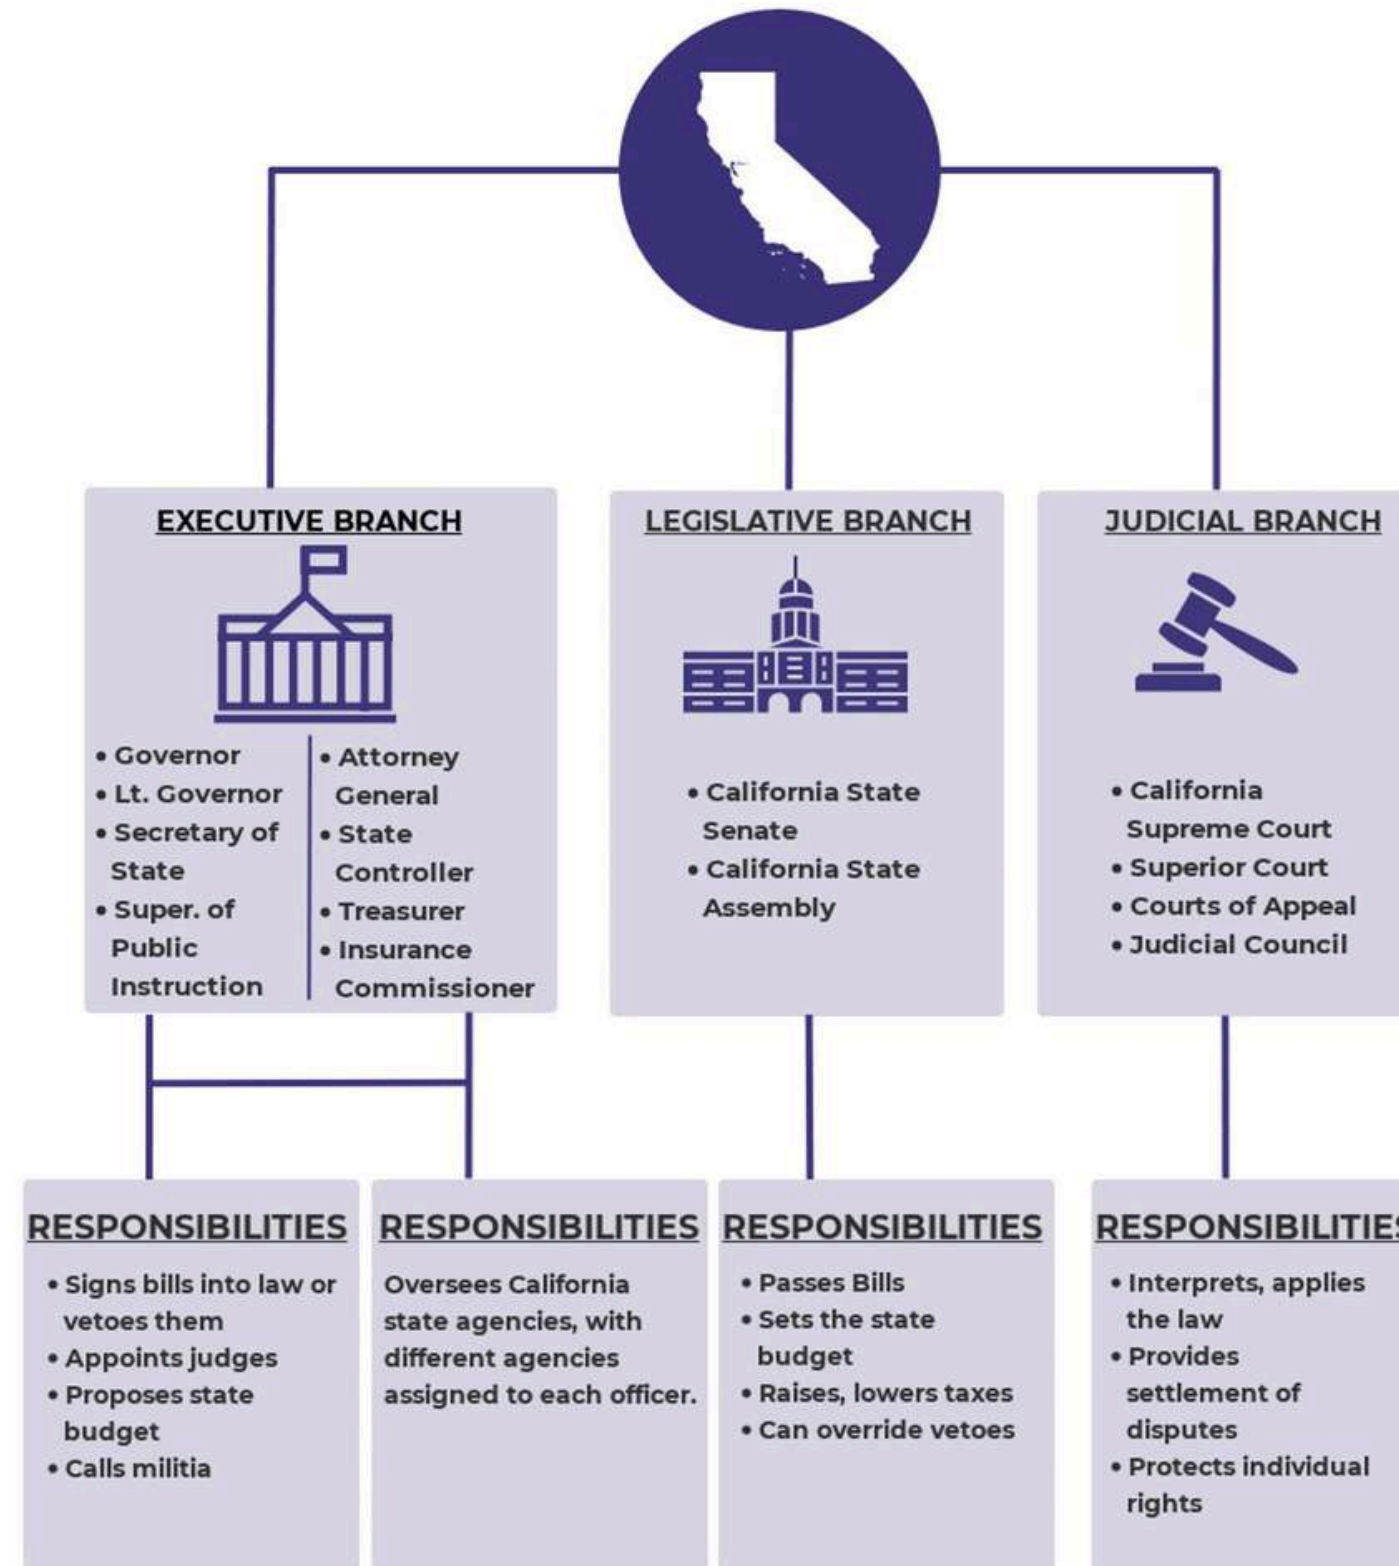 EXECUTIVE BRANCH
• Governor
• Lt. Governor
• Secretary of
State
• Super. of
Public
Instruction
• Attorney
General
• State
Controller
• Treasurer
• Insurance
Commissioner
LEGISLATIVE BRANCH
• California State
Senate
• California State
Assembly
JUDICIAL BRANCH
• California
Supreme Court
• Superior Court
• Courts of Appeal
• Judicial Council
RESPONSIBILITIES
• Signs bills into law or
vetoes them
• Appoints judges
• Proposes state
budget
• Calls militia
RESPONSIBILITIES
Oversees California
state agencies, with
different agencies
assigned to each officer.
RESPONSIBILITIES
• Passes Bills
• Sets the state
budget
• Raises, lowers taxes
• Can override vetoes
RESPONSIBILITIES
• Interprets, applies
the law
• Provides
settlement of
disputes
• Protects individual
rights